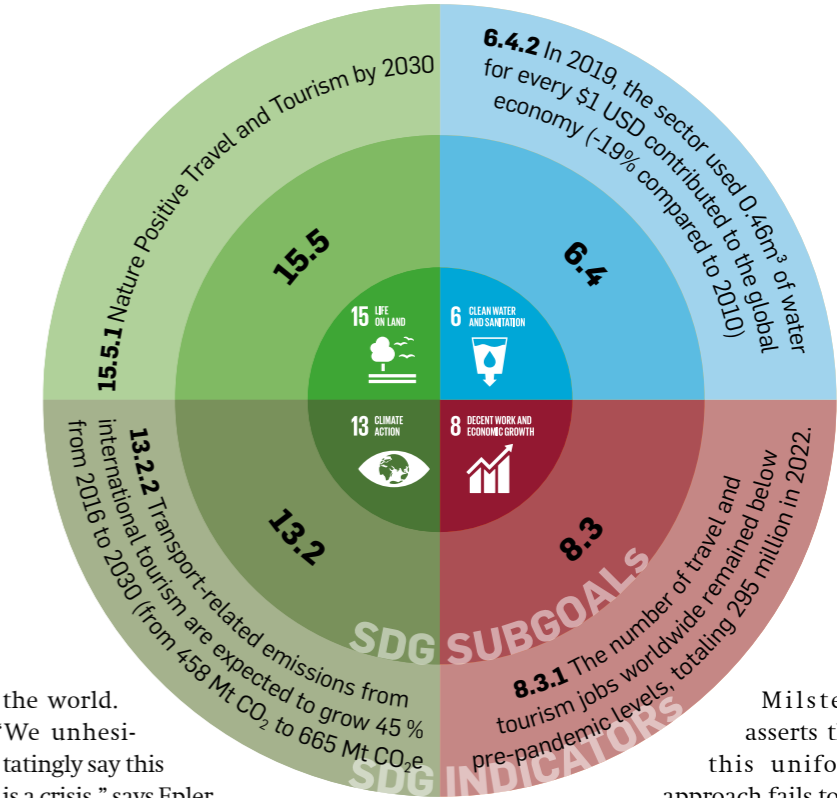 15.5.1 Nature Positive Travel and Tourism by 2030
6.4.2 In 2019, the sector used 0.46m³ of water
for every $1 USD contributed to the global
economy (-19% compared to 2010)
15.5
6.4
15 LIFE
ON LAND
6 CLEAN WATER
AND SANITATION
13 CLIMATE
ACTION
8 DECENT WORK AND
ECONOMIC GROWTH
13.2
8.3
13.2.2 Transport-related emissions from
international tourism are expected to grow 45 %
from 2016 to 2030 (from 458 Mt CO₂ to 665 Mt CO₂e
8.3.1 The number of travel and
tourism jobs worldwide remained below
pre-pandemic levels, totaling 295 million in 2022.
SDG SUBGOALS
SDG INDICATORS
the world.
“We unhesi-
tatingly say this
is a crisis,” says Epler
Milste
asserts th
this unifo
approach fails to